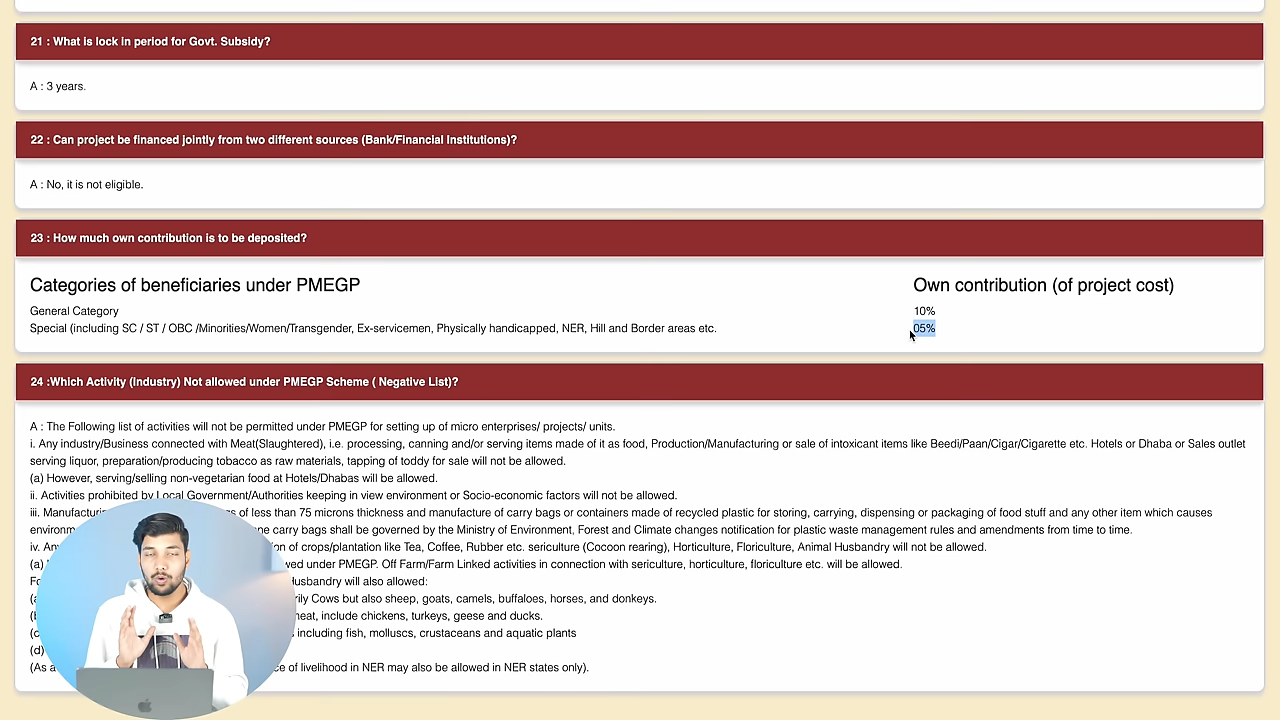 21 : What is lock in period for Govt. Subsidy?
A : 3 years.
22 : Can project be financed jointly from two different sources (Bank/Financial Institutions)?
A : No, it is not eligible.
23 : How much own contribution is to be deposited?
Categories of beneficiaries under PMEGP Own contribution (of project cost)
General Category 10%
Special (including SC / ST / OBC /Minorities/Women/Transgender, Ex-servicemen, Physically handicapped, NER, Hill and Border areas etc. 05%
24 :Which Activity (Industry) Not allowed under PMEGP Scheme ( Negative List)?
A : The Following list of activities will not be permitted under PMEGP for setting up of micro enterprises/ projects/ units.
i. Any industry/Business connected with Meat(Slaughtered), i.e. processing, canning and/or serving items made of it as food, Production/Manufacturing or sale of intoxicant items like Beedi/Paan/Cigar/Cigarette etc. Hotels or Dhaba or Sales outlet
serving liquor, preparation/producing tobacco as raw materials, tapping of toddy for sale will not be allowed.
(a) However, serving/selling non-vegetarian food at Hotels/Dhabas will be allowed.
ii. Activities prohibited by Local Government/Authorities keeping in view environment or Socio-economic factors will not be allowed.
iii. of less than 75 microns thickness and manufacture of carry bags or containers made of recycled plastic for storing, carrying, dispensing or packaging of food stuff and any other item which causes
carry bags shall be governed by the Ministry of Environment, Forest and Climate changes notification for plastic waste management rules and amendments from time to time.
iv. of crops/plantation like Tea, Coffee, Rubber etc. sericulture (Cocoon rearing), Horticulture, Floriculture, Animal Husbandry will not be allowed.
(a) under PMEGP. Off Farm/Farm Linked activities in connection with sericulture, horticulture, floriculture etc. will be allowed.
Husbandry will also allowed:
Cows but also sheep, goats, camels, buffaloes, horses, and donkeys.
meat, include chickens, turkeys, geese and ducks.
including fish, molluscs, crustaceans and aquatic plants
(d)
(As of livelihood in NER may also be allowed in NER states only).